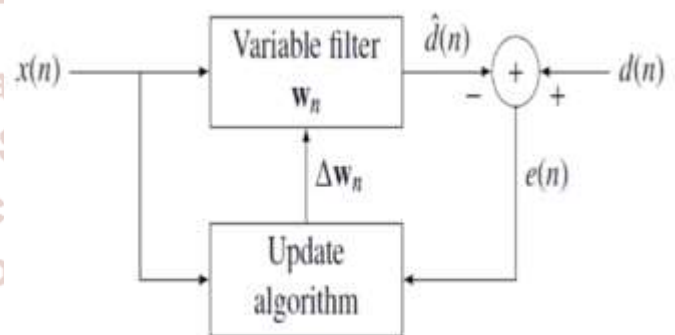 Variable filter
w_n
x(n)
d̂(n)
+
−
+
d(n)
Δw_n
e(n)
Update
algorithm